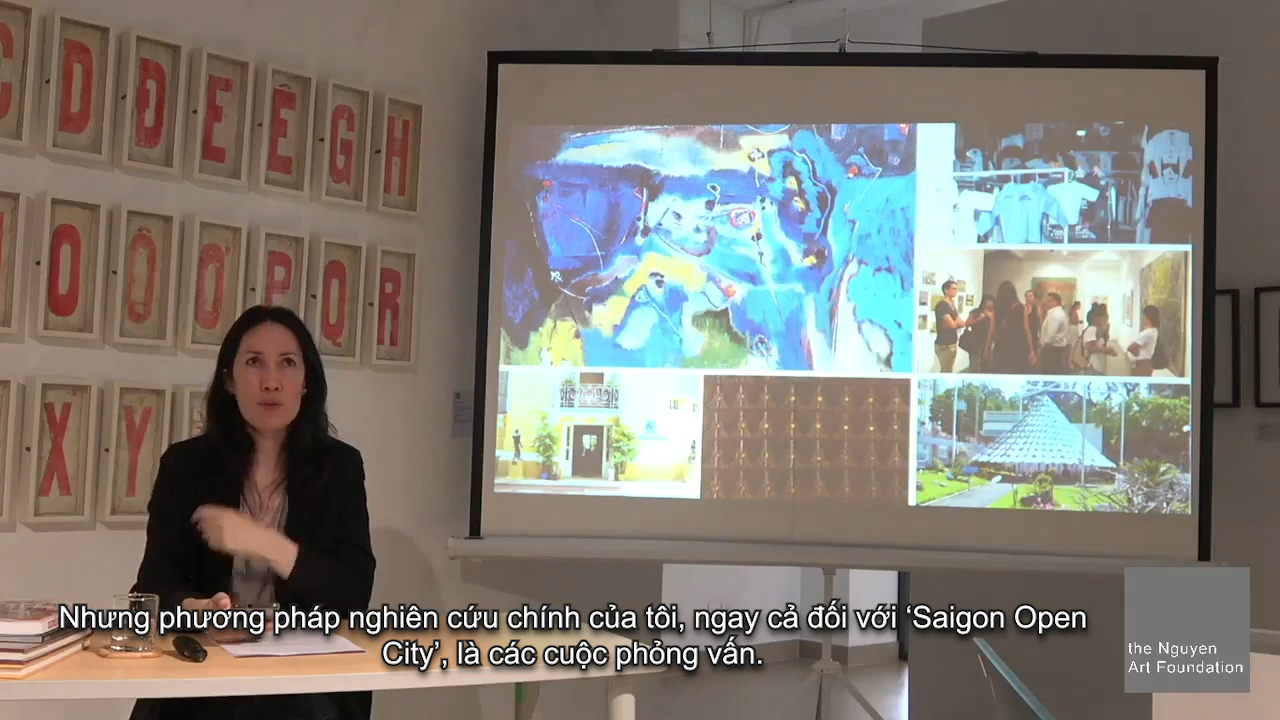 C D Đ E Ê G H
O Ô Ơ P Q R
X Y
Nhưng phương pháp nghiên cứu chính của tôi, ngay cả đối với ‘Saigon Open
City’, là các cuộc phỏng vấn.
the Nguyen
Art Foundation